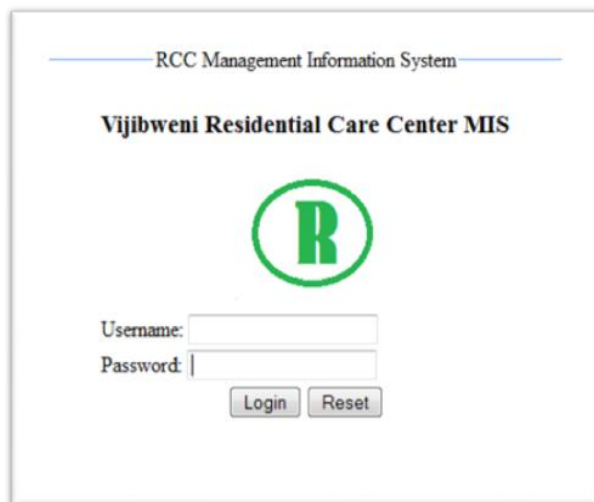 RCC Management Information System
Vijibweni Residential Care Center MIS
R
Username:
Password:
Login Reset